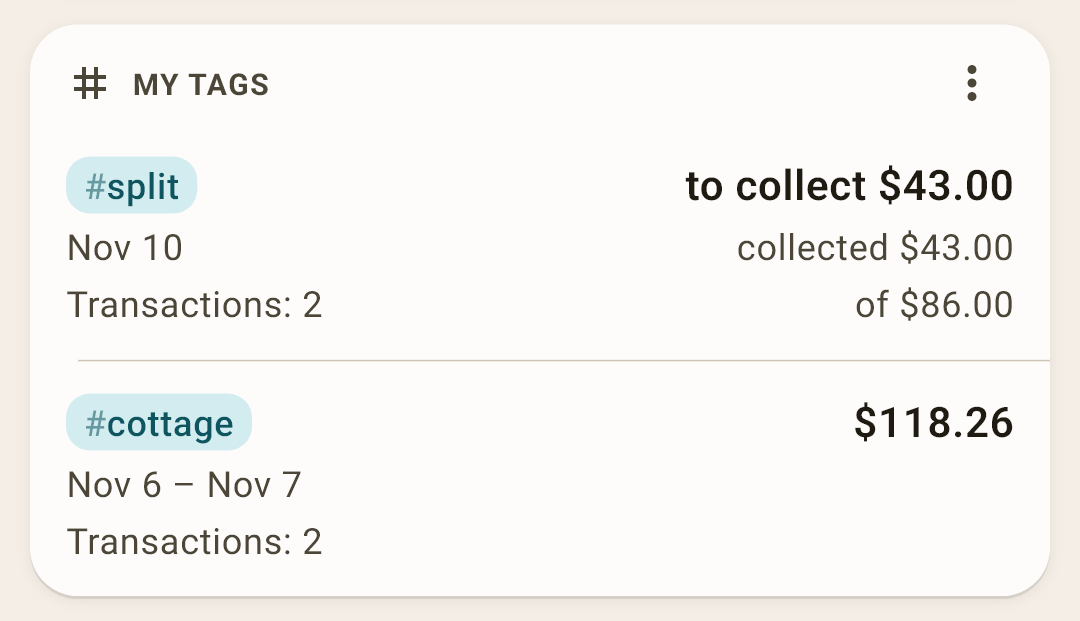 MY TAGS
#split
to collect $43.00
Nov 10
collected $43.00
Transactions: 2
of $86.00
#cottage
$118.26
Nov 6 – Nov 7
Transactions: 2